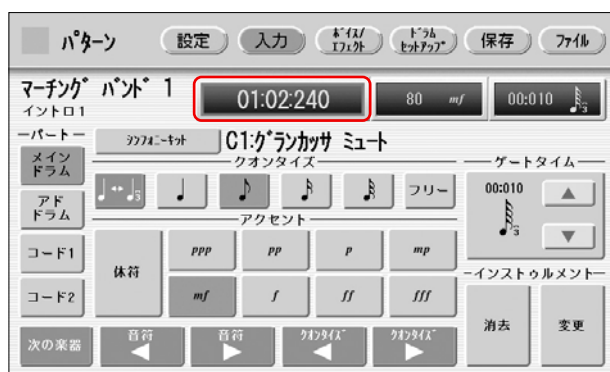 パターン 設定 入力 ボイス/エフェクト ドラムセットアップ 保存 ファイル
マーチング バンド 1
イントロ1
01:02:240 80 mf 00:010
パート
シンフォニーキット C1:グランカッサ ミュート
メインドラム
アドドラム
コード1
コード2
次の楽器
クオンタイズ
フリー
アクセント
休符 ppp pp p mp
mf f ff fff
音符 音符 クオンタイズ クオンタイズ
ゲートタイム
00:010
インストゥルメント
消去 変更